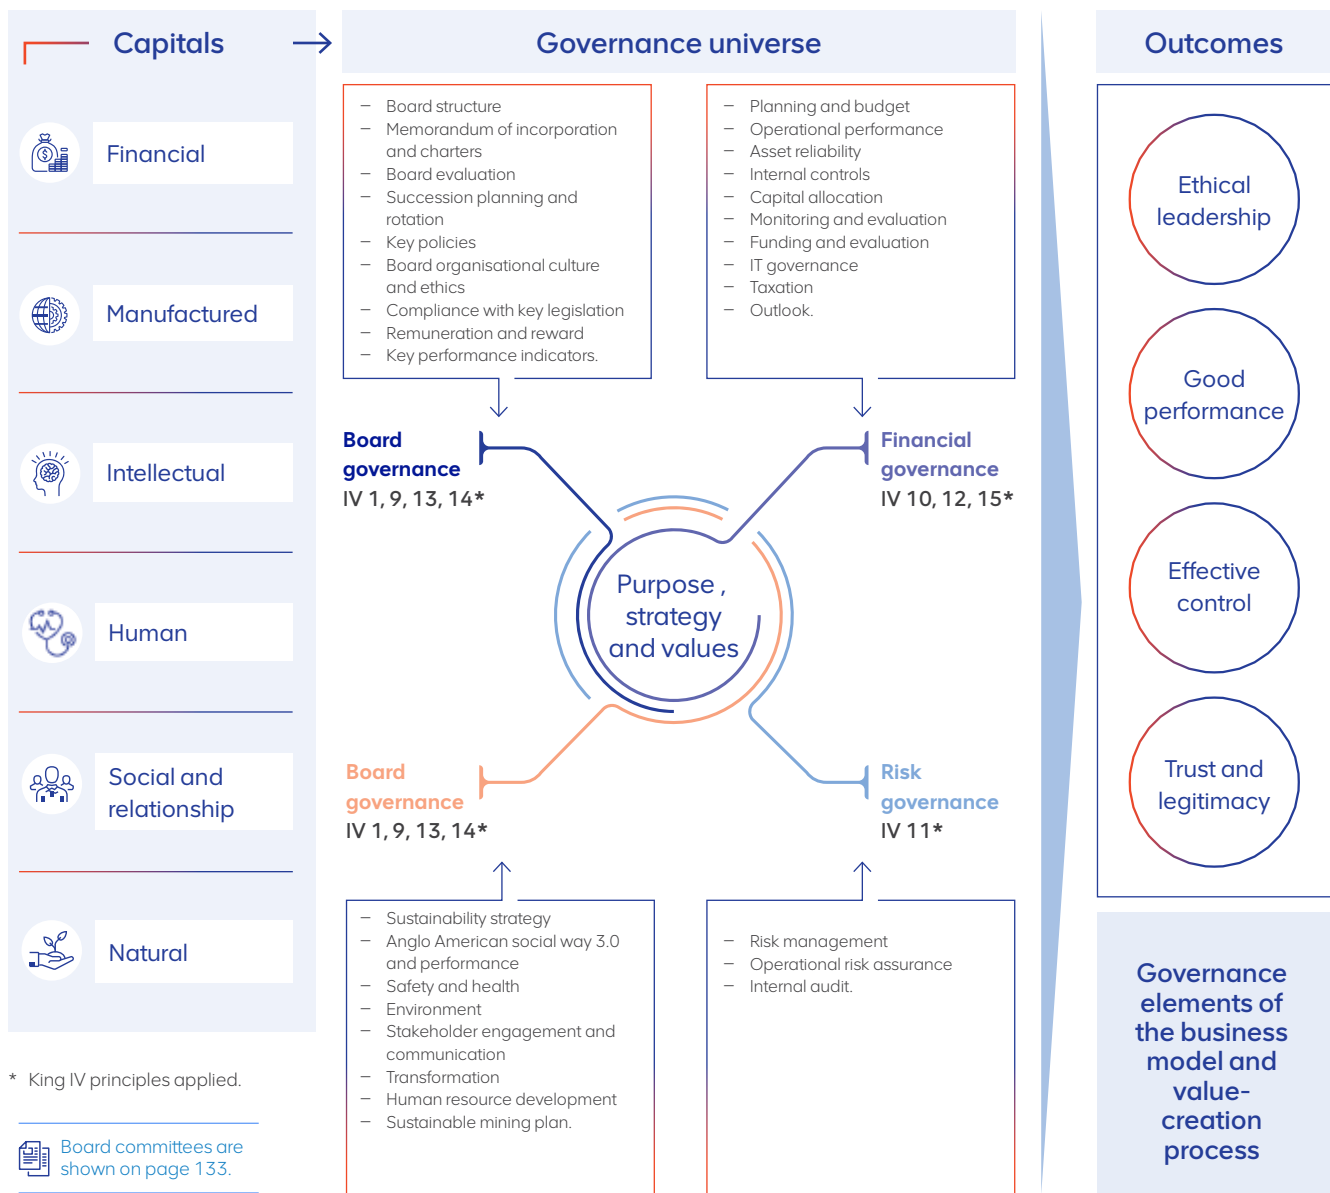 Capitals
Financial
Manufactured
Intellectual
Human
Social and
relationship
Natural
* King IV principles applied.
Board committees are
shown on page 133.
Governance universe
– Board structure
– Memorandum of incorporation
and charters
– Board evaluation
– Succession planning and
rotation
– Key policies
– Board organisational culture
and ethics
– Compliance with key legislation
– Remuneration and reward
– Key performance indicators.
– Planning and budget
– Operational performance
– Asset reliability
– Internal controls
– Capital allocation
– Monitoring and evaluation
– Funding and evaluation
– IT governance
– Taxation
– Outlook.
Board
governance
IV 1, 9, 13, 14*
Financial
governance
IV 10, 12, 15*
Purpose ,
strategy
and values
Board
governance
IV 1, 9, 13, 14*
Risk
governance
IV 11*
– Sustainability strategy
– Anglo American social way 3.0
and performance
– Safety and health
– Environment
– Stakeholder engagement and
communication
– Transformation
– Human resource development
– Sustainable mining plan.
– Risk management
– Operational risk assurance
– Internal audit.
Outcomes
Ethical
leadership
Good
performance
Effective
control
Trust and
legitimacy
Governance
elements of
the business
model and
value-
creation
process